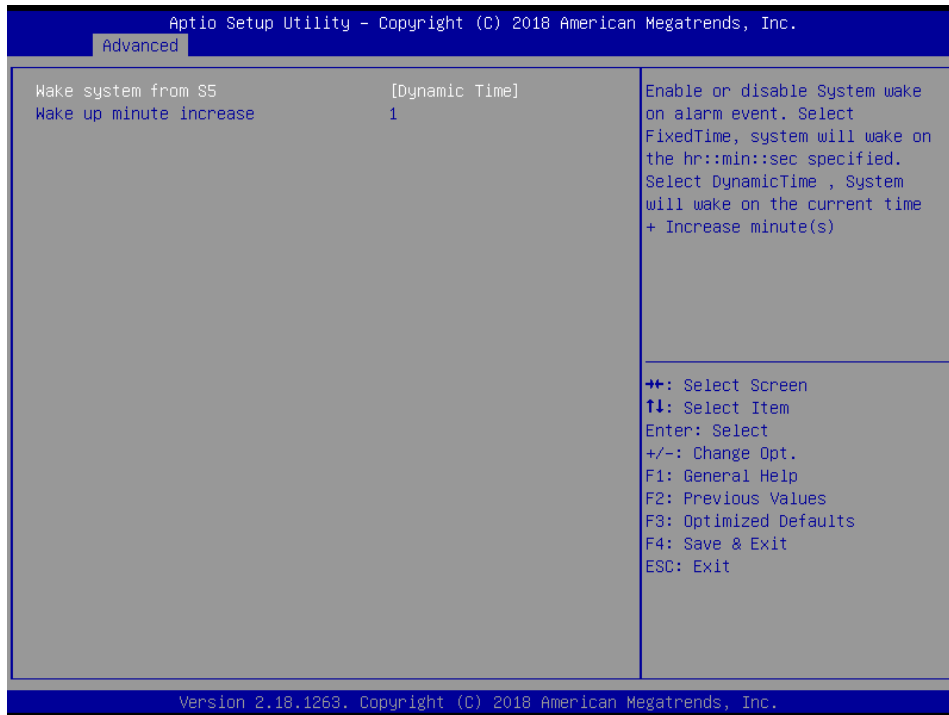 Aptio Setup Utility – Copyright (C) 2018 American Megatrends, Inc.
Advanced
Wake system from S5 [Dynamic Time]
Wake up minute increase 1
Enable or disable System wake
on alarm event. Select
FixedTime, system will wake on
the hr::min::sec specified.
Select DynamicTime , System
will wake on the current time
+ Increase minute(s)
→←: Select Screen
↑↓: Select Item
Enter: Select
+/-: Change Opt.
F1: General Help
F2: Previous Values
F3: Optimized Defaults
F4: Save & Exit
ESC: Exit
Version 2.18.1263. Copyright (C) 2018 American Megatrends, Inc.